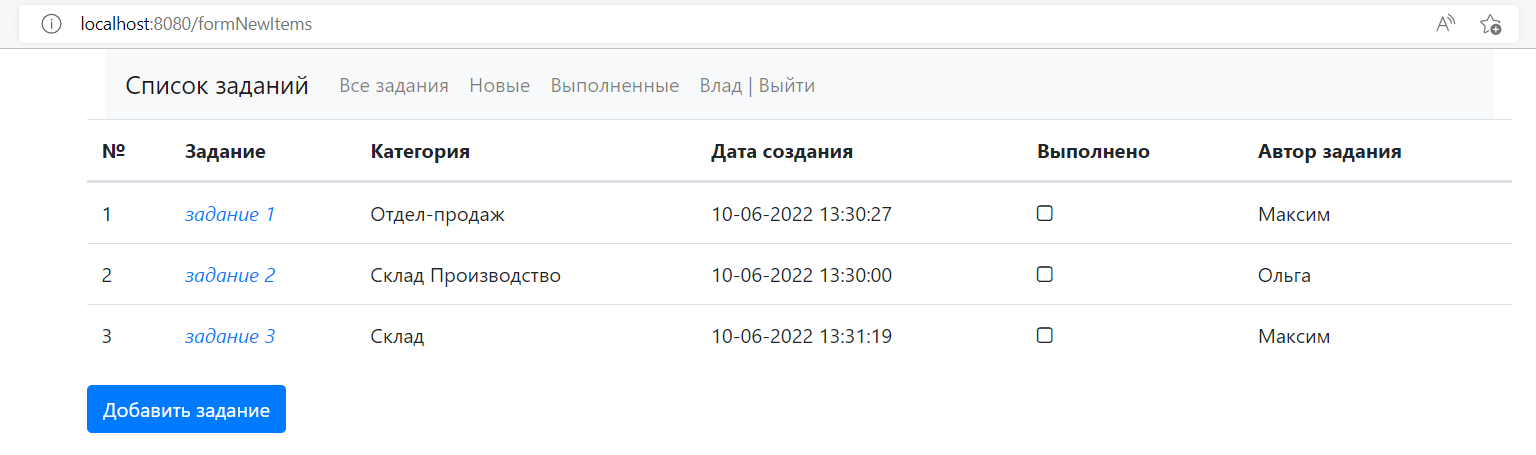 localhost:8080/formNewItems
Список заданий Все задания Новые Выполненные Влад | Выйти
№ Задание Категория Дата создания Выполнено Автор задания
1 задание 1 Отдел-продаж 10-06-2022 13:30:27 Максим
2 задание 2 Склад Производство 10-06-2022 13:30:00 Ольга
3 задание 3 Склад 10-06-2022 13:31:19 Максим
Добавить задание